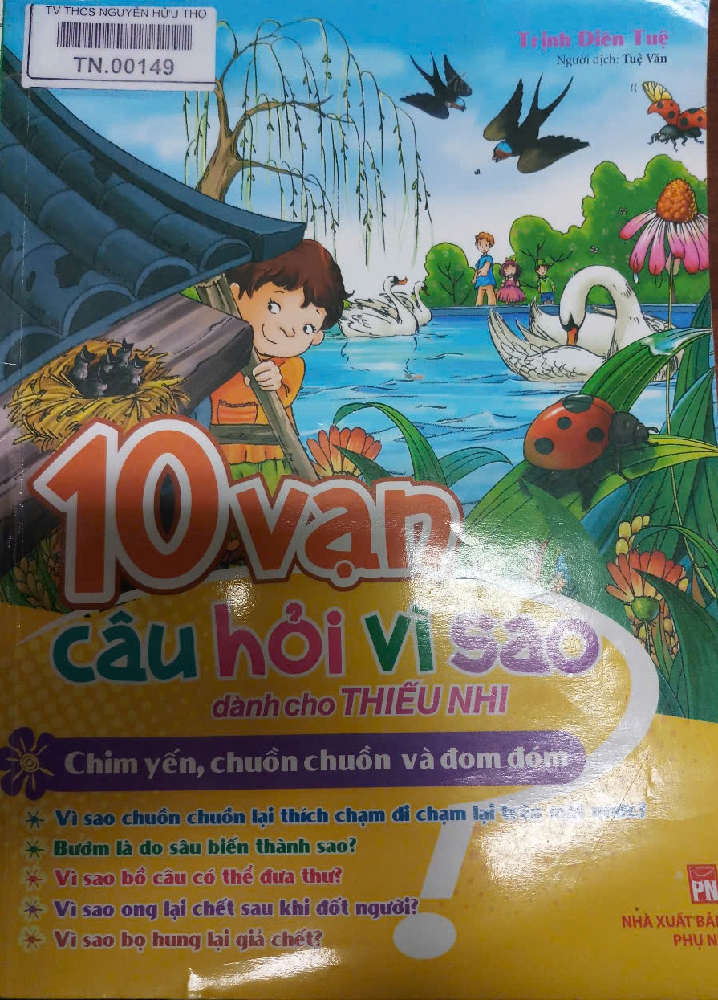 TV THCS NGUYỄN HỮU THỌ
TN.00149
Trịnh Diên Tuệ
Người dịch: Tuệ Văn
10 vạn
câu hỏi vì sao
dành cho THIẾU NHI
Chim yến, chuồn chuồn và đom đóm
Vì sao chuồn chuồn lại thích chạm đi chạm lại trên mặt nước?
Bướm là do sâu biến thành sao?
Vì sao bồ câu có thể đưa thư?
Vì sao ong lại chết sau khi đốt người?
Vì sao bọ hung lại giả chết?
PN
NHÀ XUẤT BẢ
PHỤ N